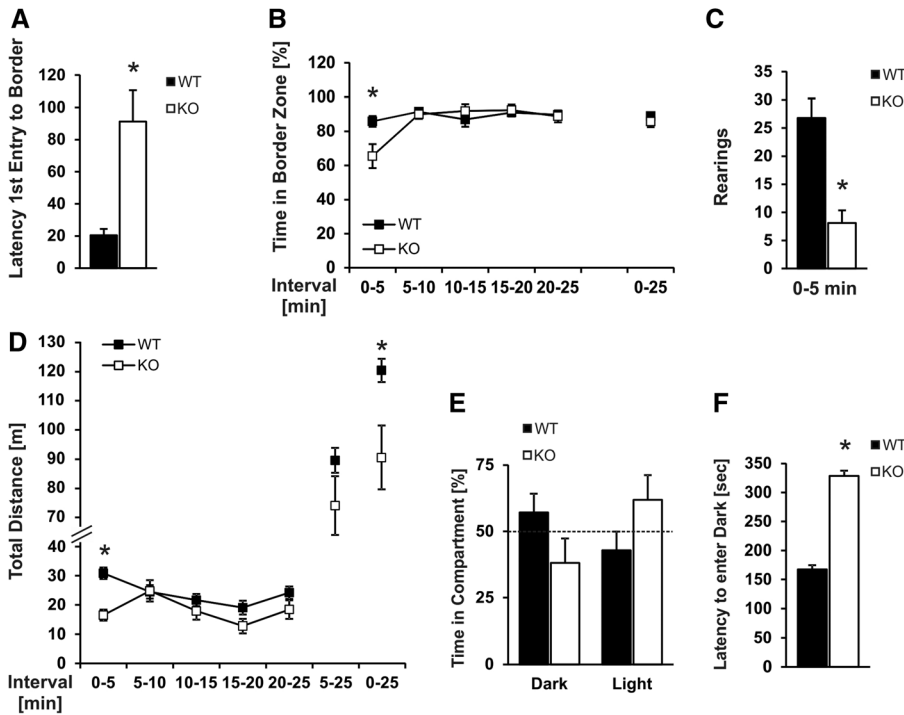 A
Latency 1st Entry to Border
120
100
80
60
40
20
0
*
WT
KO
B
Time in Border Zone [%]
120
100
80
60
40
20
0
*
WT
KO
Interval [min]
0-5 5-10 10-15 15-20 20-25 0-25
C
Rearings
35
30
25
20
15
10
5
0
*
WT
KO
0-5 min
D
Total Distance [m]
130
120
110
100
90
80
70
40
30
20
10
0
WT
KO
*
*
Interval [min]
0-5 5-10 10-15 15-20 20-25 5-25 0-25
E
Time in Compartment [%]
75
50
25
0
WT
KO
Dark Light
F
Latency to enter Dark [sec]
350
300
250
200
150
100
50
0
*
WT
KO